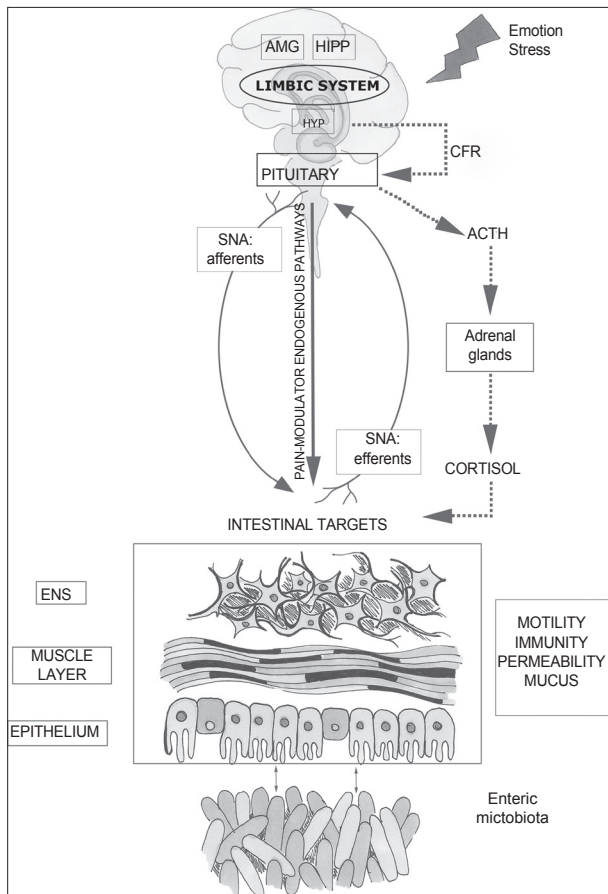 Emotion
Stress
AMG
HIPP
LIMBIC SYSTEM
HYP
CFR
PITUITARY
ACTH
SNA:
afferents
PAIN-MODULATOR ENDOGENOUS PATHWAYS
Adrenal
glands
SNA:
efferents
CORTISOL
INTESTINAL TARGETS
ENS
MUSCLE
LAYER
EPITHELIUM
MOTILITY
IMMUNITY
PERMEABILITY
MUCUS
Enteric
mictobiota